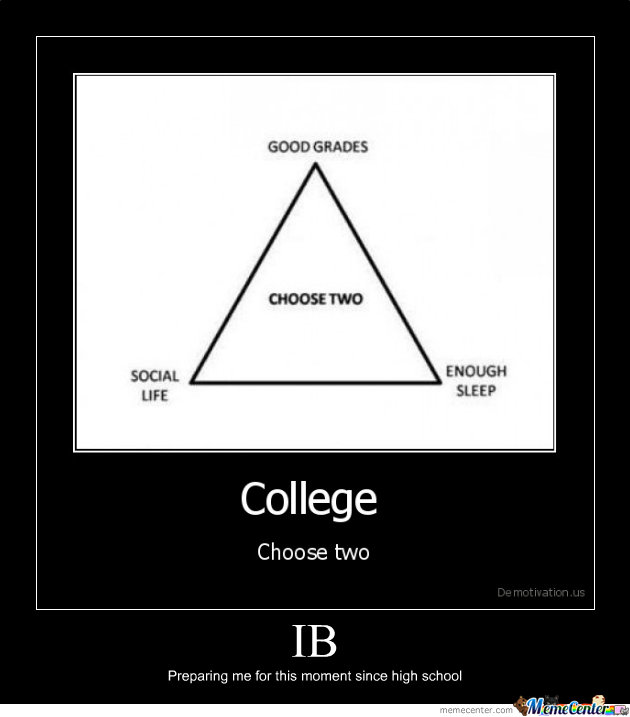 GOOD GRADES
CHOOSE TWO
SOCIAL
LIFE
ENOUGH
SLEEP
College
Choose two
Demotivation.us
IB
Preparing me for this moment since high school
memecenter.com MemeCenter